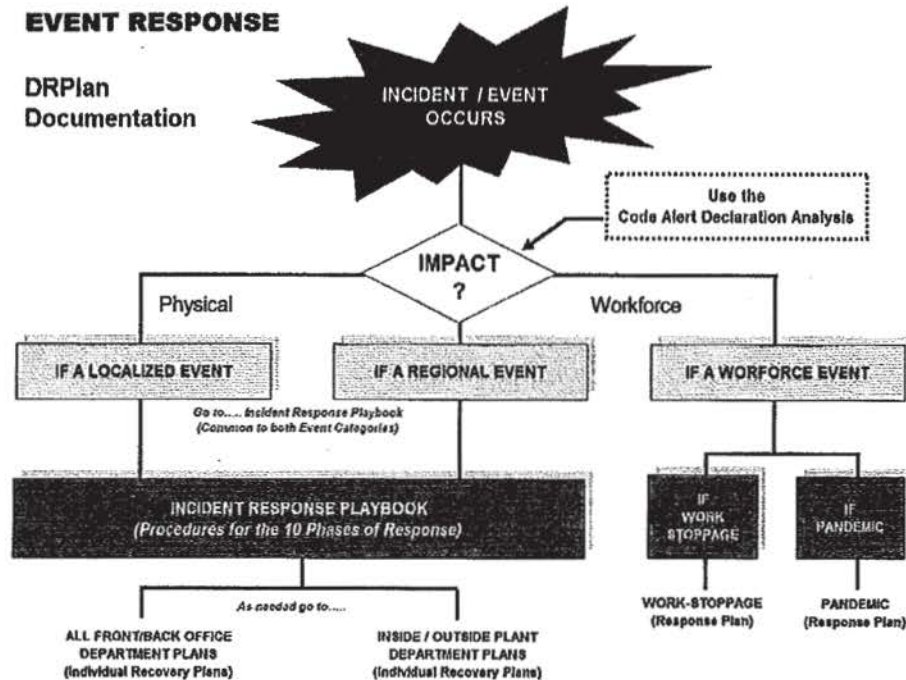 EVENT RESPONSE
DRPlan
Documentation
INCIDENT / EVENT
OCCURS
Use the
Code Alert Declaration Analysis
IMPACT
?
Physical
Workforce
IF A LOCALIZED EVENT
IF A REGIONAL EVENT
IF A WORFORCE EVENT
Go to..... Incident Response Playbook
(Common to both Event Categories)
INCIDENT RESPONSE PLAYBOOK
(Procedures for the 10 Phases of Response)
IF
WORK
STOPPAGE
IF
PANDEMIC
As needed go to.....
WORK-STOPPAGE
(Response Plan)
PANDEMIC
(Response Plan)
ALL FRONT/BACK OFFICE
DEPARTMENT PLANS
(Individual Recovery Plans)
INSIDE / OUTSIDE PLANT
DEPARTMENT PLANS
(Individual Recovery Plans)